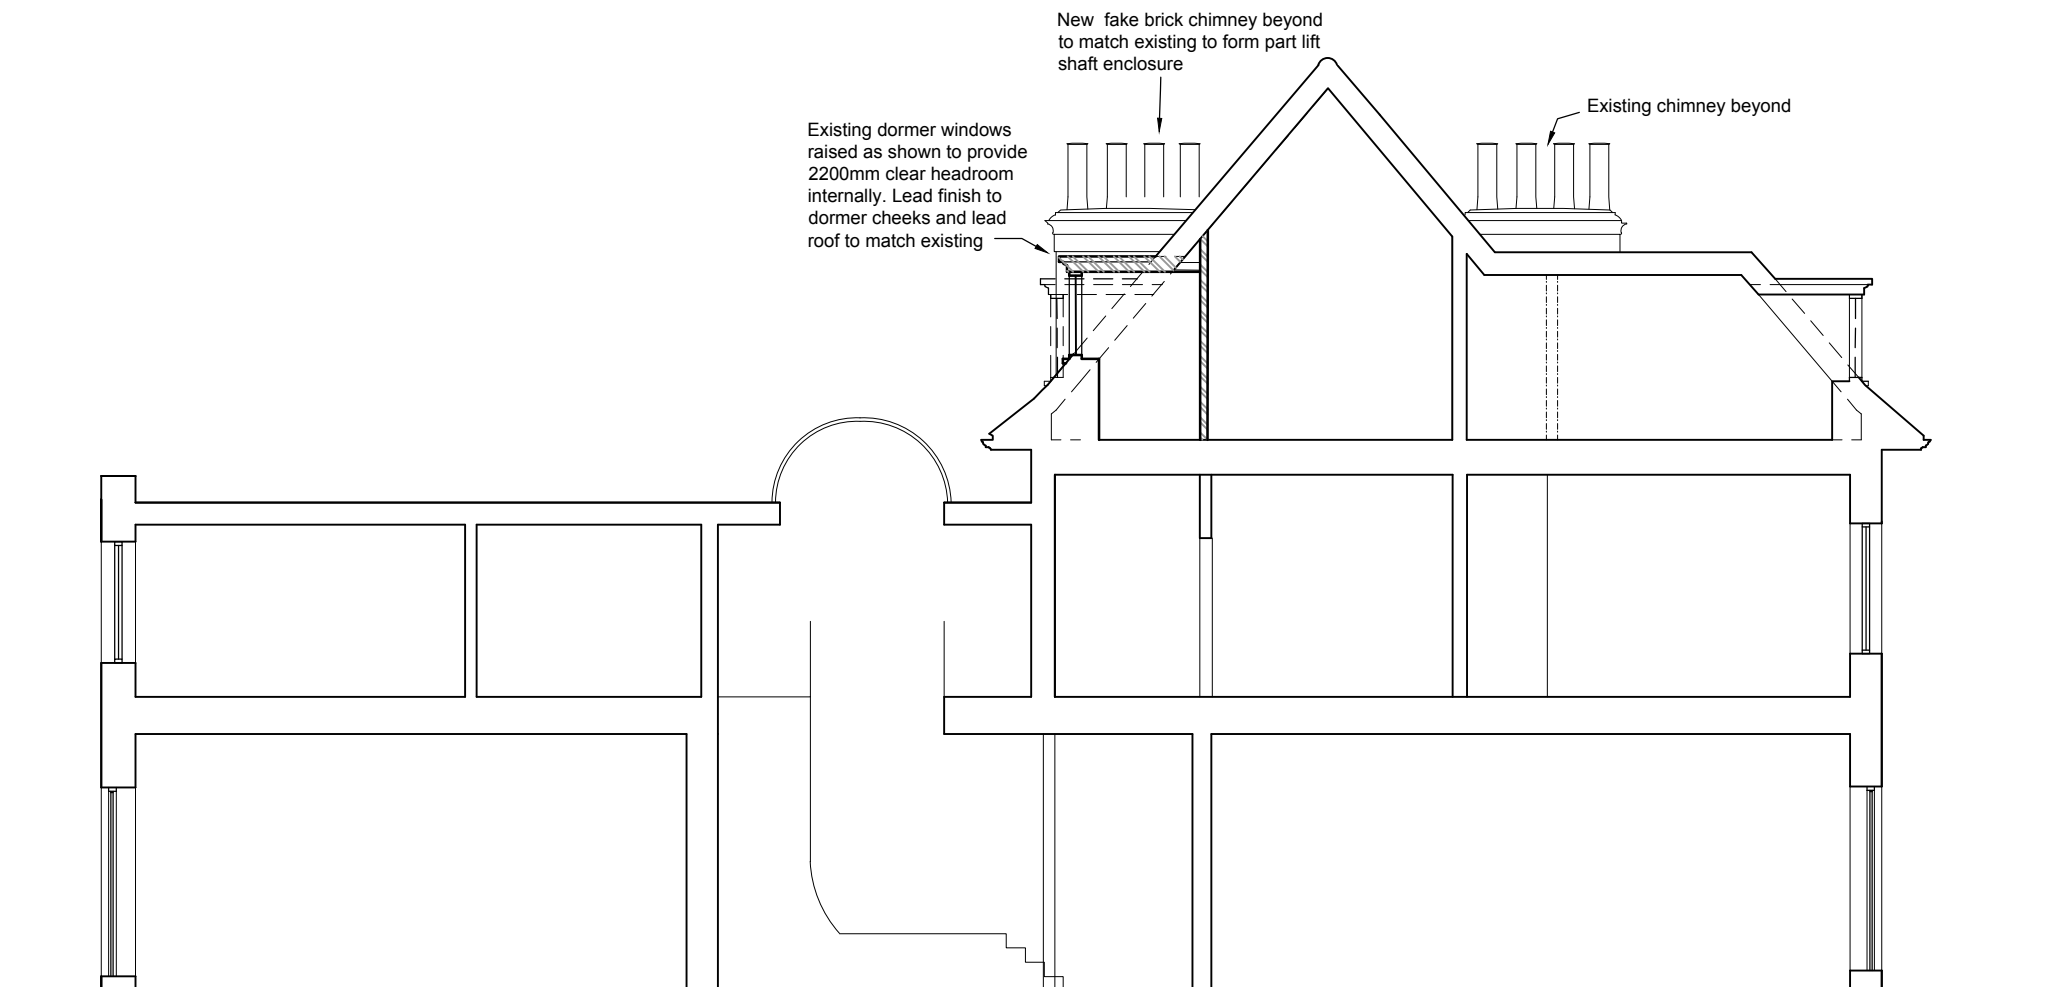 New fake brick chimney beyond
to match existing to form part lift
shaft enclosure
Existing chimney beyond
Existing dormer windows
raised as shown to provide
2200mm clear headroom
internally. Lead finish to
dormer cheeks and lead
roof to match existing